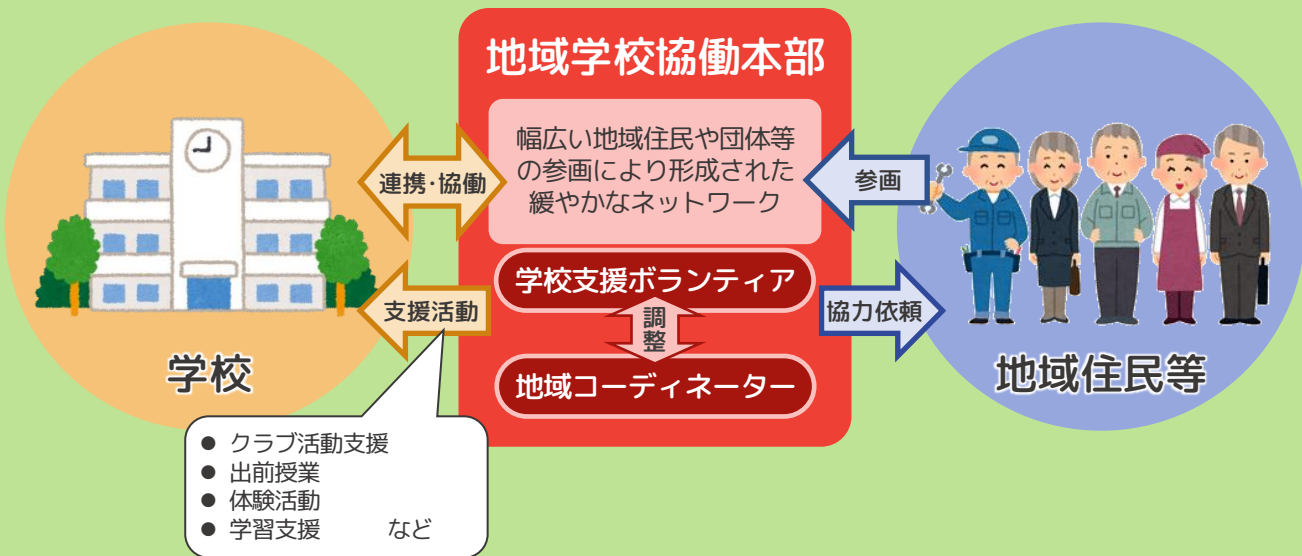 地域学校協働本部
幅広い地域住民や団体等
の参画により形成された
緩やかなネットワーク
連携・協働
参画
学校支援ボランティア
支援活動
調整
協力依頼
地域コーディネーター
学校
地域住民等
● クラブ活動支援
● 出前授業
● 体験活動
● 学習支援 など